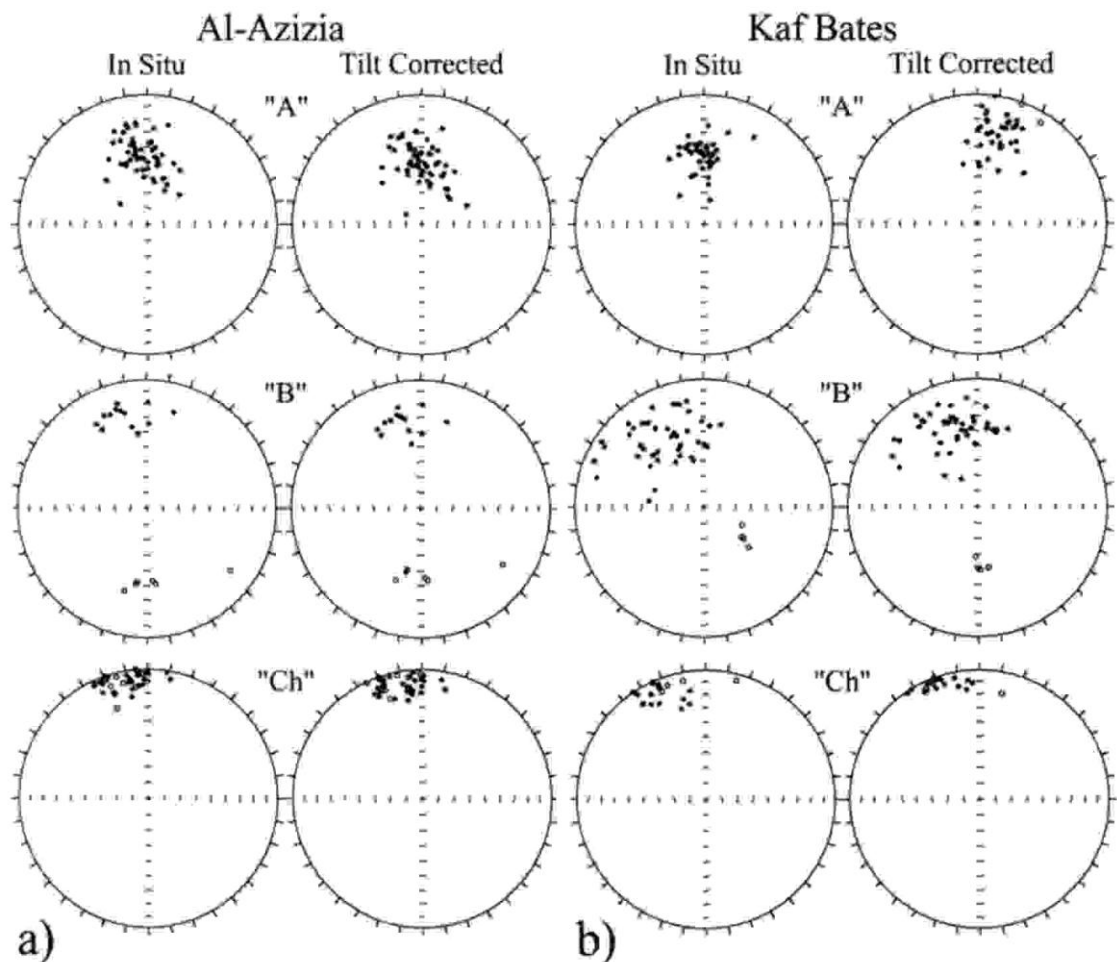 Al-Azizia Kaf Bates
In Situ Tilt Corrected In Situ Tilt Corrected
"A" "A"
"B" "B"
"Ch" "Ch"
a) b)